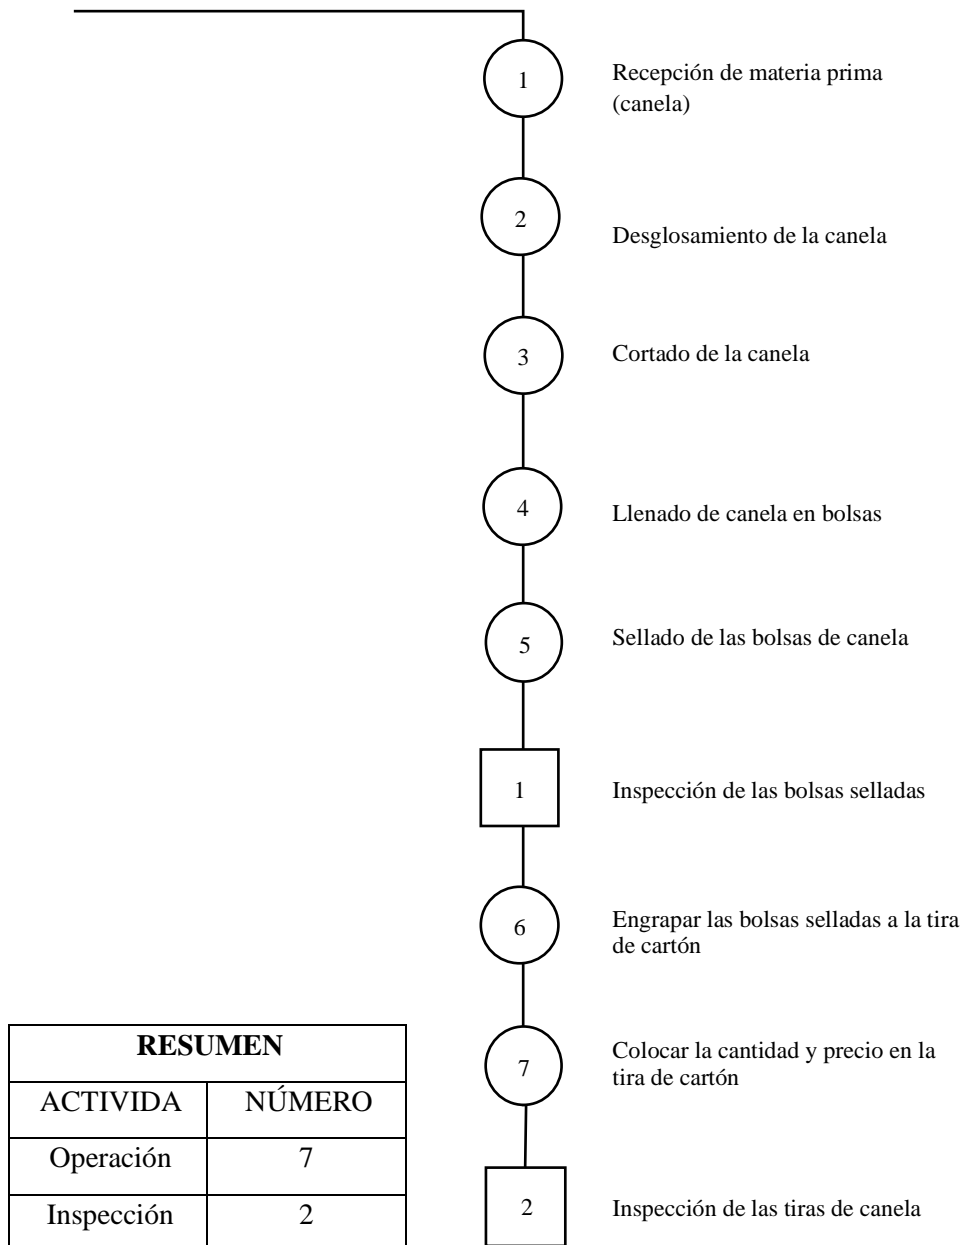 1
Recepción de materia prima
(canela)
2
Desglosamiento de la canela
3
Cortado de la canela
4
Llenado de canela en bolsas
5
Sellado de las bolsas de canela
1
Inspección de las bolsas selladas
6
Engrapar las bolsas selladas a la tira
de cartón
7
Colocar la cantidad y precio en la
tira de cartón
2
Inspección de las tiras de canela
RESUMEN
ACTIVIDA NÚMERO
Operación 7
Inspección 2